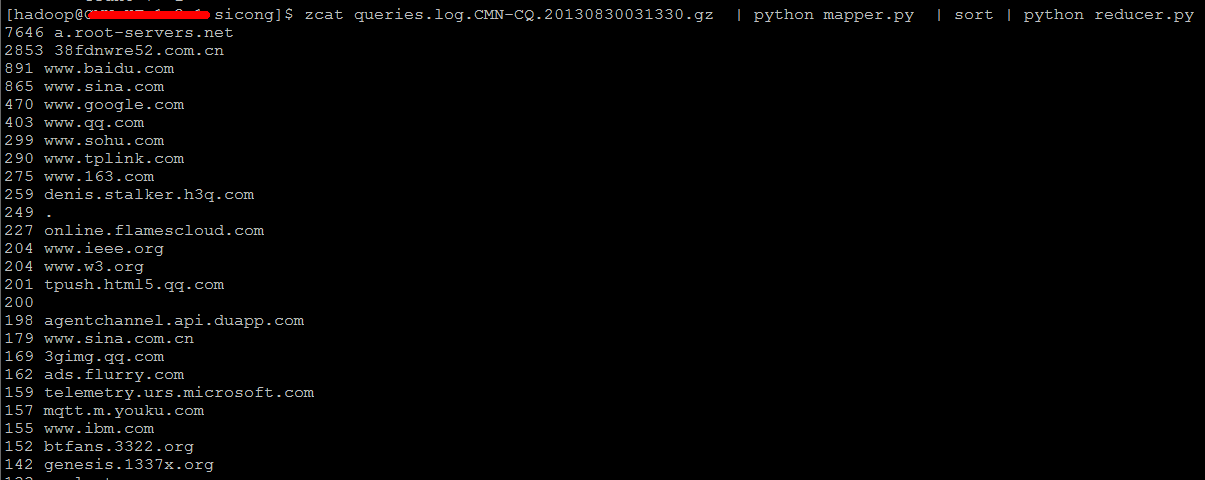 [hadoop@ sicong]$ zcat queries.log.CMN-CQ.20130830031330.gz | python mapper.py | sort | python reducer.py
7646 a.root-servers.net
2853 38fdnwre52.com.cn
891 www.baidu.com
865 www.sina.com
470 www.google.com
403 www.qq.com
299 www.sohu.com
290 www.tplink.com
275 www.163.com
259 denis.stalker.h3q.com
249 .
227 online.flamescloud.com
204 www.ieee.org
204 www.w3.org
201 tpush.html5.qq.com
200
198 agentchannel.api.duapp.com
179 www.sina.com.cn
169 3gimg.qq.com
162 ads.flurry.com
159 telemetry.urs.microsoft.com
157 mqtt.m.youku.com
155 www.ibm.com
152 btfans.3322.org
142 genesis.1337x.org